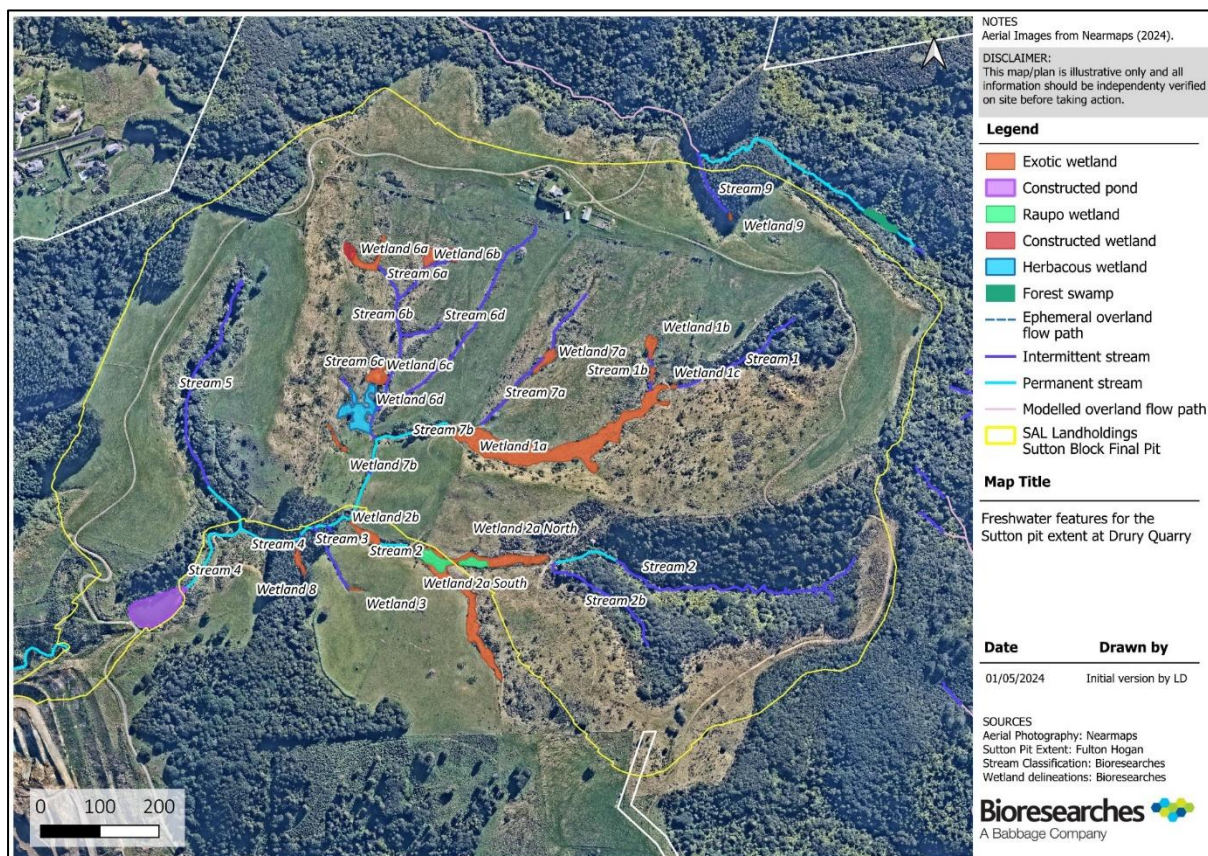 Stream 9
Wetland 9
Wetland 6a
Wetland 6b
Stream 6a
Stream 6b
Stream 6d
Wetland 1b
Stream 6c
Wetland 6c
Wetland 7a
Stream 1b
Stream 1
Wetland 1c
Stream 5
Wetland 6d
Stream 7a
Stream 7b
Wetland 1a
Wetland 7b
Wetland 2b
Wetland 2a North
Stream 3
Stream 4
Stream 2
Stream 2
Stream 4
Wetland 8
Wetland 2a South
Wetland 3
Stream 2b
0 100 200
NOTES
Aerial Images from Nearmaps (2024).
DISCLAIMER:
This map/plan is illustrative only and all
information should be independenty verified
on site before taking action.
Legend
Exotic wetland
Constructed pond
Raupo wetland
Constructed wetland
Herbacous wetland
Forest swamp
Ephemeral overland
flow path
Intermittent stream
Permanent stream
Modelled overland flow path
SAL Landholdings
Sutton Block Final Pit
Map Title
Freshwater features for the
Sutton pit extent at Drury Quarry
Date Drawn by
01/05/2024 Initial version by LD
SOURCES
Aerial Photography: Nearmaps
Sutton Pit Extent: Fulton Hogan
Stream Classification: Bioresearches
Wetland delineations: Bioresearches
Bioresearches
A Babbage Company